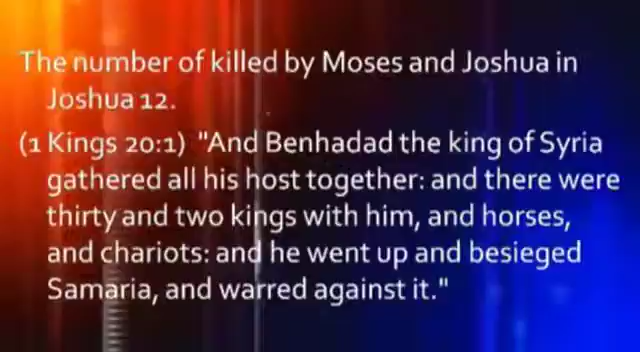 The number of killed by Moses and Joshua in
Joshua 12.
(1 Kings 20:1)  "And Benhadad the king of Syria
gathered all his host together: and there were
thirty and two kings with him, and horses,
and chariots: and he went up and besieged
Samaria, and warred against it."